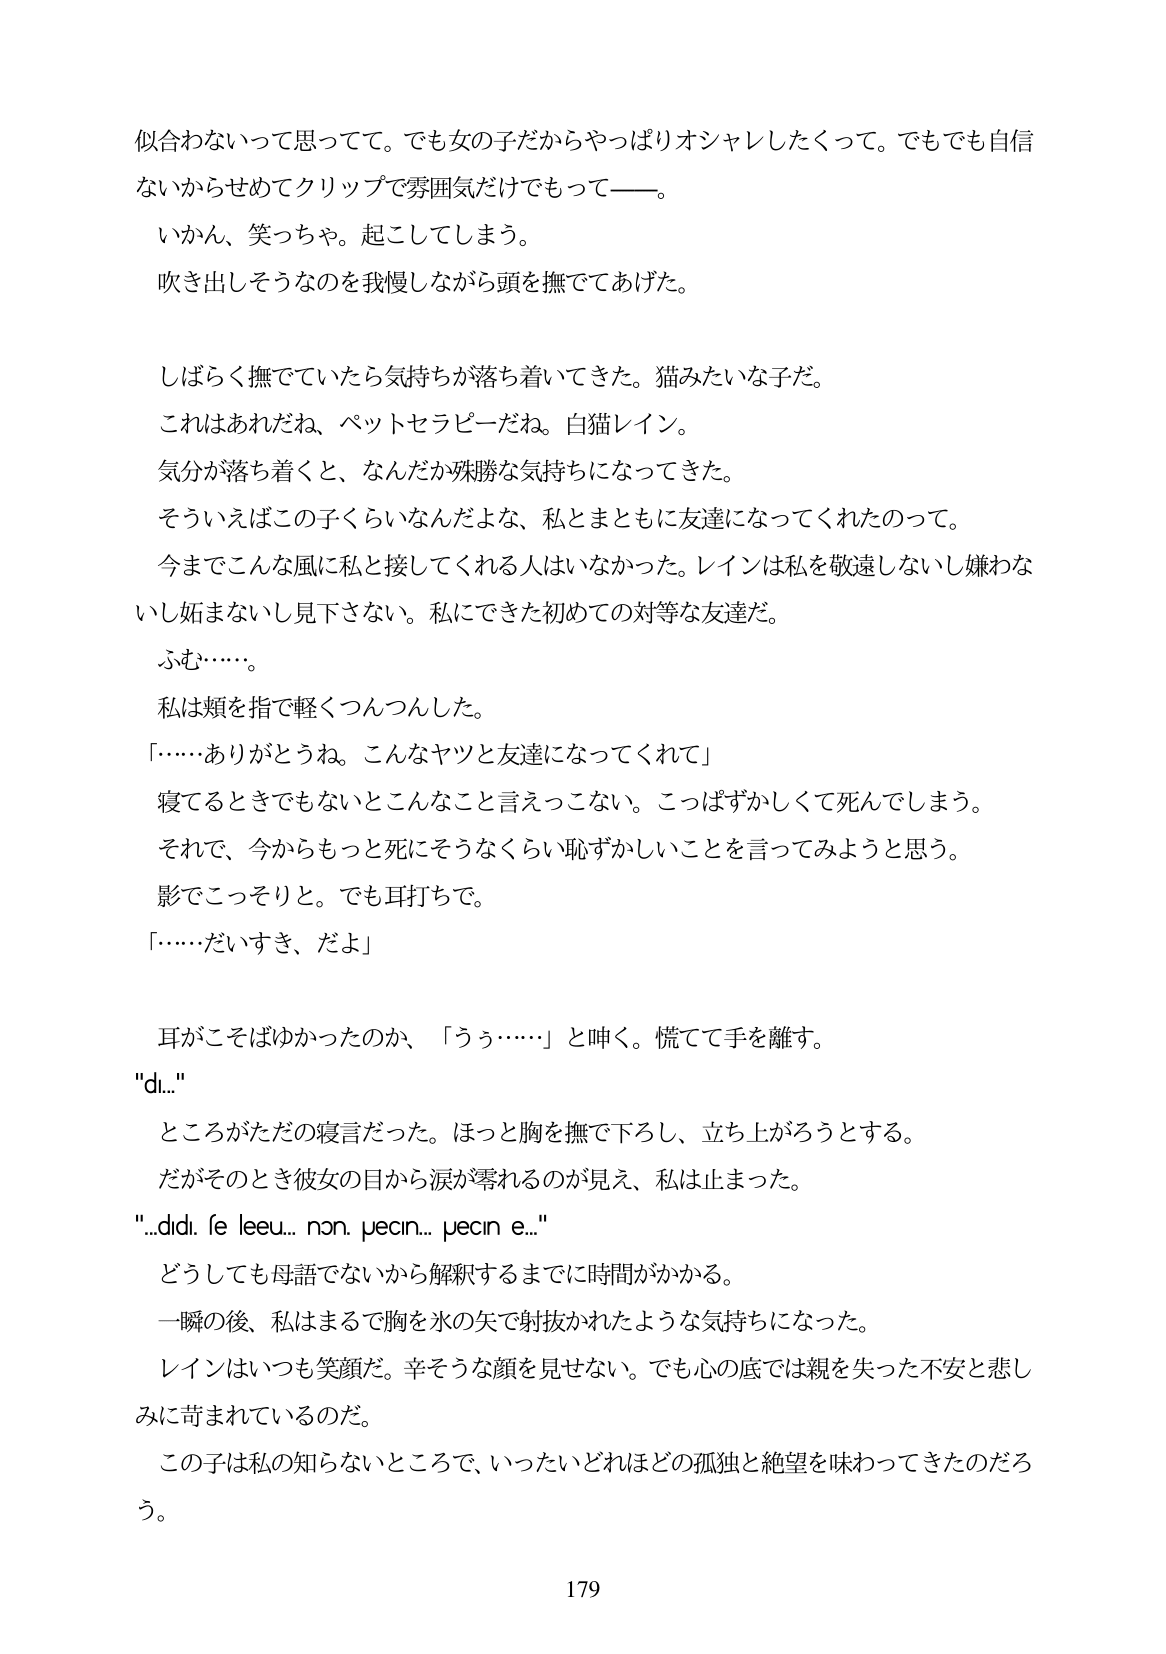 似合わないって思ってて。でも女の子だからやっぱりオシャレしたくって。でもでも自信
ないからせめてクリップで雰囲気だけでもって――。
いかん、笑っちゃ。起こしてしまう。
吹き出しそうなのを我慢しながら頭を撫でてあげた。
しばらく撫でていたら気持ちが落ち着いてきた。猫みたいな子だ。
これはあれだね、ペットセラピーだね。白猫レイン。
気分が落ち着くと、なんだか殊勝な気持ちになってきた。
そういえばこの子くらいなんだよな、私とまともに友達になってくれたのって。
今までこんな風に私と接してくれる人はいなかった。レインは私を敬遠しないし嫌わな
いし妬まないし見下さない。私にできた初めての対等な友達だ。
ふむ……。
私は頬を指で軽くつんつんした。
「……ありがとうね。こんなヤツと友達になってくれて」
寝てるときでもないとこんなこと言えっこない。こっぱずかしくて死んでしまう。
それで、今からもっと死にそうなくらい恥ずかしいことを言ってみようと思う。
影でこっそりと。でも耳打ちで。
「……だいすき、だよ」
耳がこそばゆかったのか、「うぅ……」と呻く。慌てて手を離す。
"dı..."
ところがただの寝言だった。ほっと胸を撫で下ろし、立ち上がろうとする。
だがそのとき彼女の目から涙が零れるのが見え、私は止まった。
"...dıdı. ſe leeu... nɔn. µecın... µecın e..."
どうしても母語でないから解釈するまでに時間がかかる。
一瞬の後、私はまるで胸を氷の矢で射抜かれたような気持ちになった。
レインはいつも笑顔だ。辛そうな顔を見せない。でも心の底では親を失った不安と悲し
みに苛まれているのだ。
この子は私の知らないところで、いったいどれほどの孤独と絶望を味わってきたのだろ
う。
179